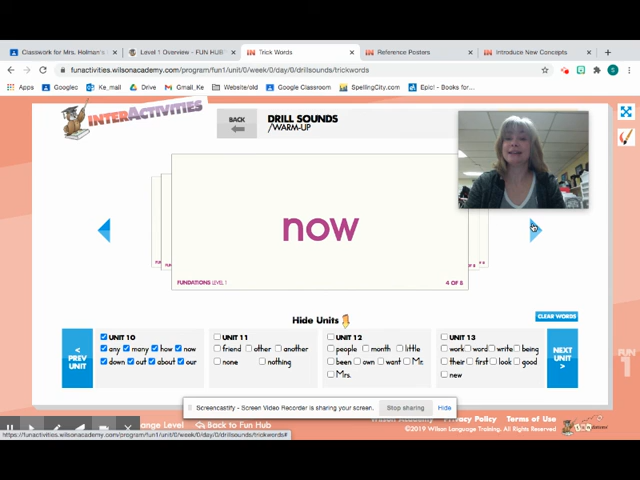 Classwork for Mrs. Holman's
Level 1 Overview - FUN HUB
Trick Words
Reference Posters
Introduce New Concepts
funactivities.wilsonacademy.com/program/fun1/unit/0/week/0/day/0/drillsounds/trickwords
Apps
Googlec
Ke_mail
Drive
Gmail_Ke
Website/old
Google Classroom
SpellingCity.com
Epic! - Books for...
INTERACTIVITIES
BACK
DRILL SOUNDS
/WARM-UP
now
FUNDATIONS LEVEL 1
4 OF 8
Hide Units
CLEAR WORDS
< PREV UNIT
UNIT 10
any many how now
down out about our
UNIT 11
friend other another
none nothing
UNIT 12
people month little
been own want Mr.
Mrs.
UNIT 13
work word write being
their first look good
new
NEXT UNIT >
FUN 1
Screencastify - Screen Video Recorder is sharing your screen.
Stop sharing
Hide
nge Level
Back to Fun Hub
Privacy Policy
Terms of Use
©2019 Wilson Language Training. All Rights Reserved.
https://funactivities.wilsonacademy.com/program/fun1/unit/0/week/0/day/0/drillsounds/trickwords#